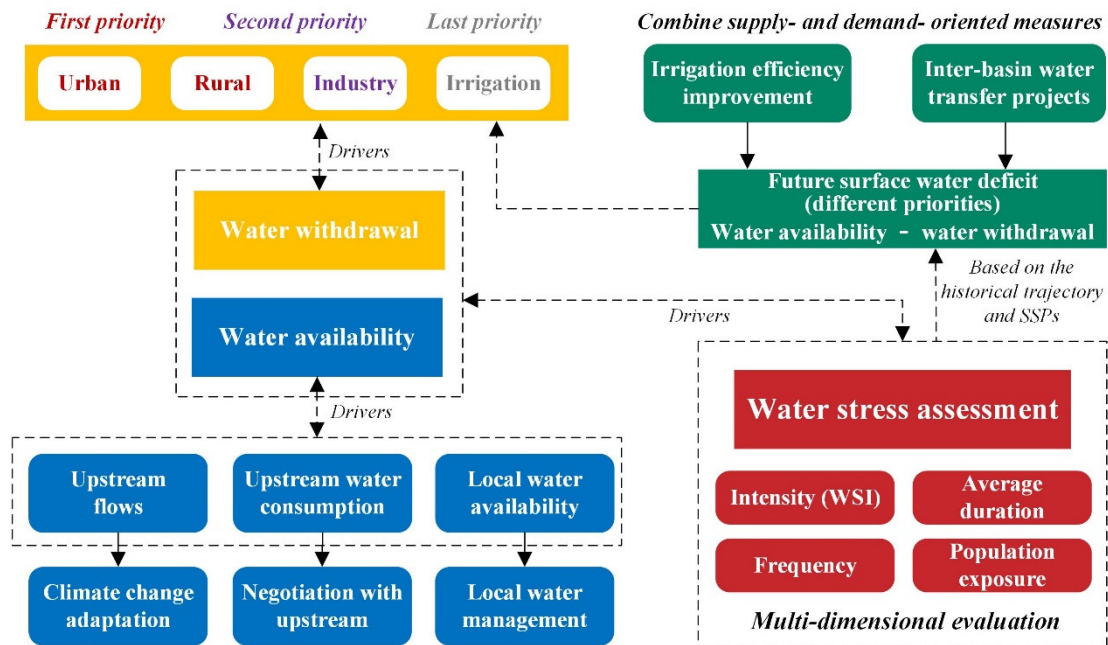 First priority
Second priority
Last priority
Urban
Rural
Industry
Irrigation
Drivers
Water withdrawal
Water availability
Drivers
Upstream
flows
Upstream water
consumption
Local water
availability
Climate change
adaptation
Negotiation with
upstream
Local water
management
Combine supply- and demand- oriented measures
Irrigation efficiency
improvement
Inter-basin water
transfer projects
Future surface water deficit
(different priorities)
Water availability - water withdrawal
Based on the
historical trajectory
and SSPs
Drivers
Water stress assessment
Intensity (WSI)
Average
duration
Frequency
Population
exposure
Multi-dimensional evaluation